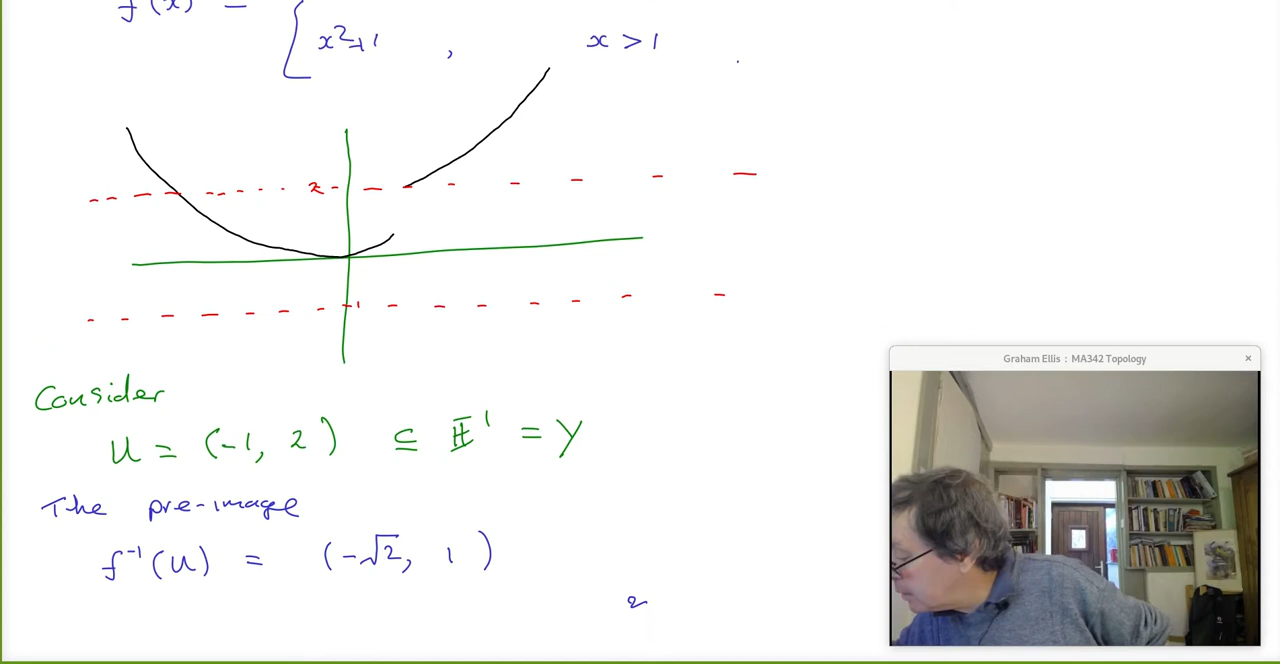 f(x) = {
x²+1 , x > 1
2
-1
Consider
U = (-1, 2) ⊆ 𝔼¹ = Y
The pre-image
f⁻¹(U) = (-√2, 1)
2
Graham Ellis : MA342 Topology ×